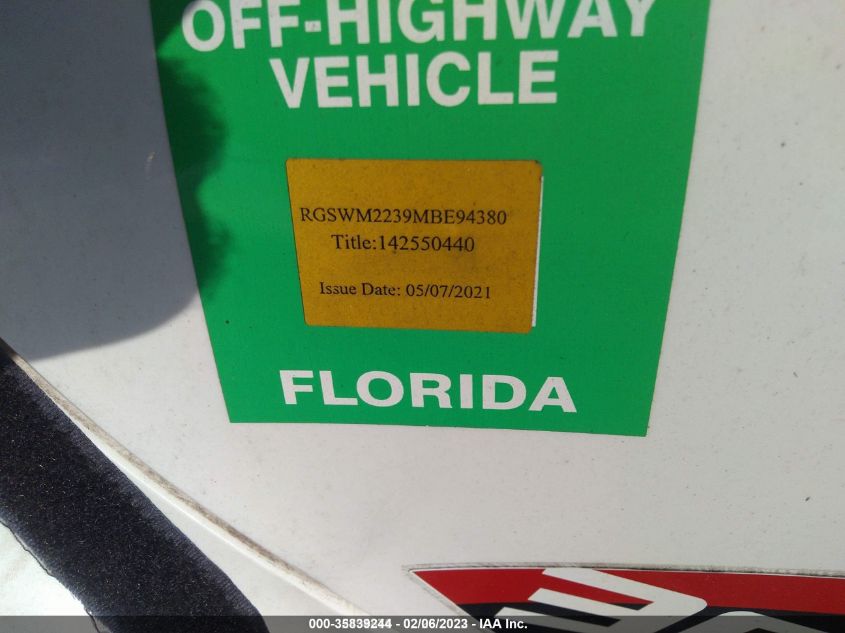 OFF-HIGHWAY
VEHICLE
RGSWM2239MBE94380
Title:142550440
Issue Date: 05/07/2021
FLORIDA
000-35839244 - 02/06/2023 - IAA Inc.